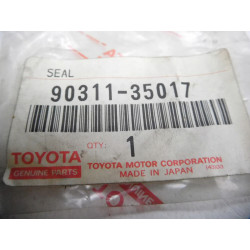 SEAL
90311-35017
QTY: 1
TOYOTA
GENUINE PARTS
TOYOTA MOTOR CORPORATION
MADE IN JAPAN